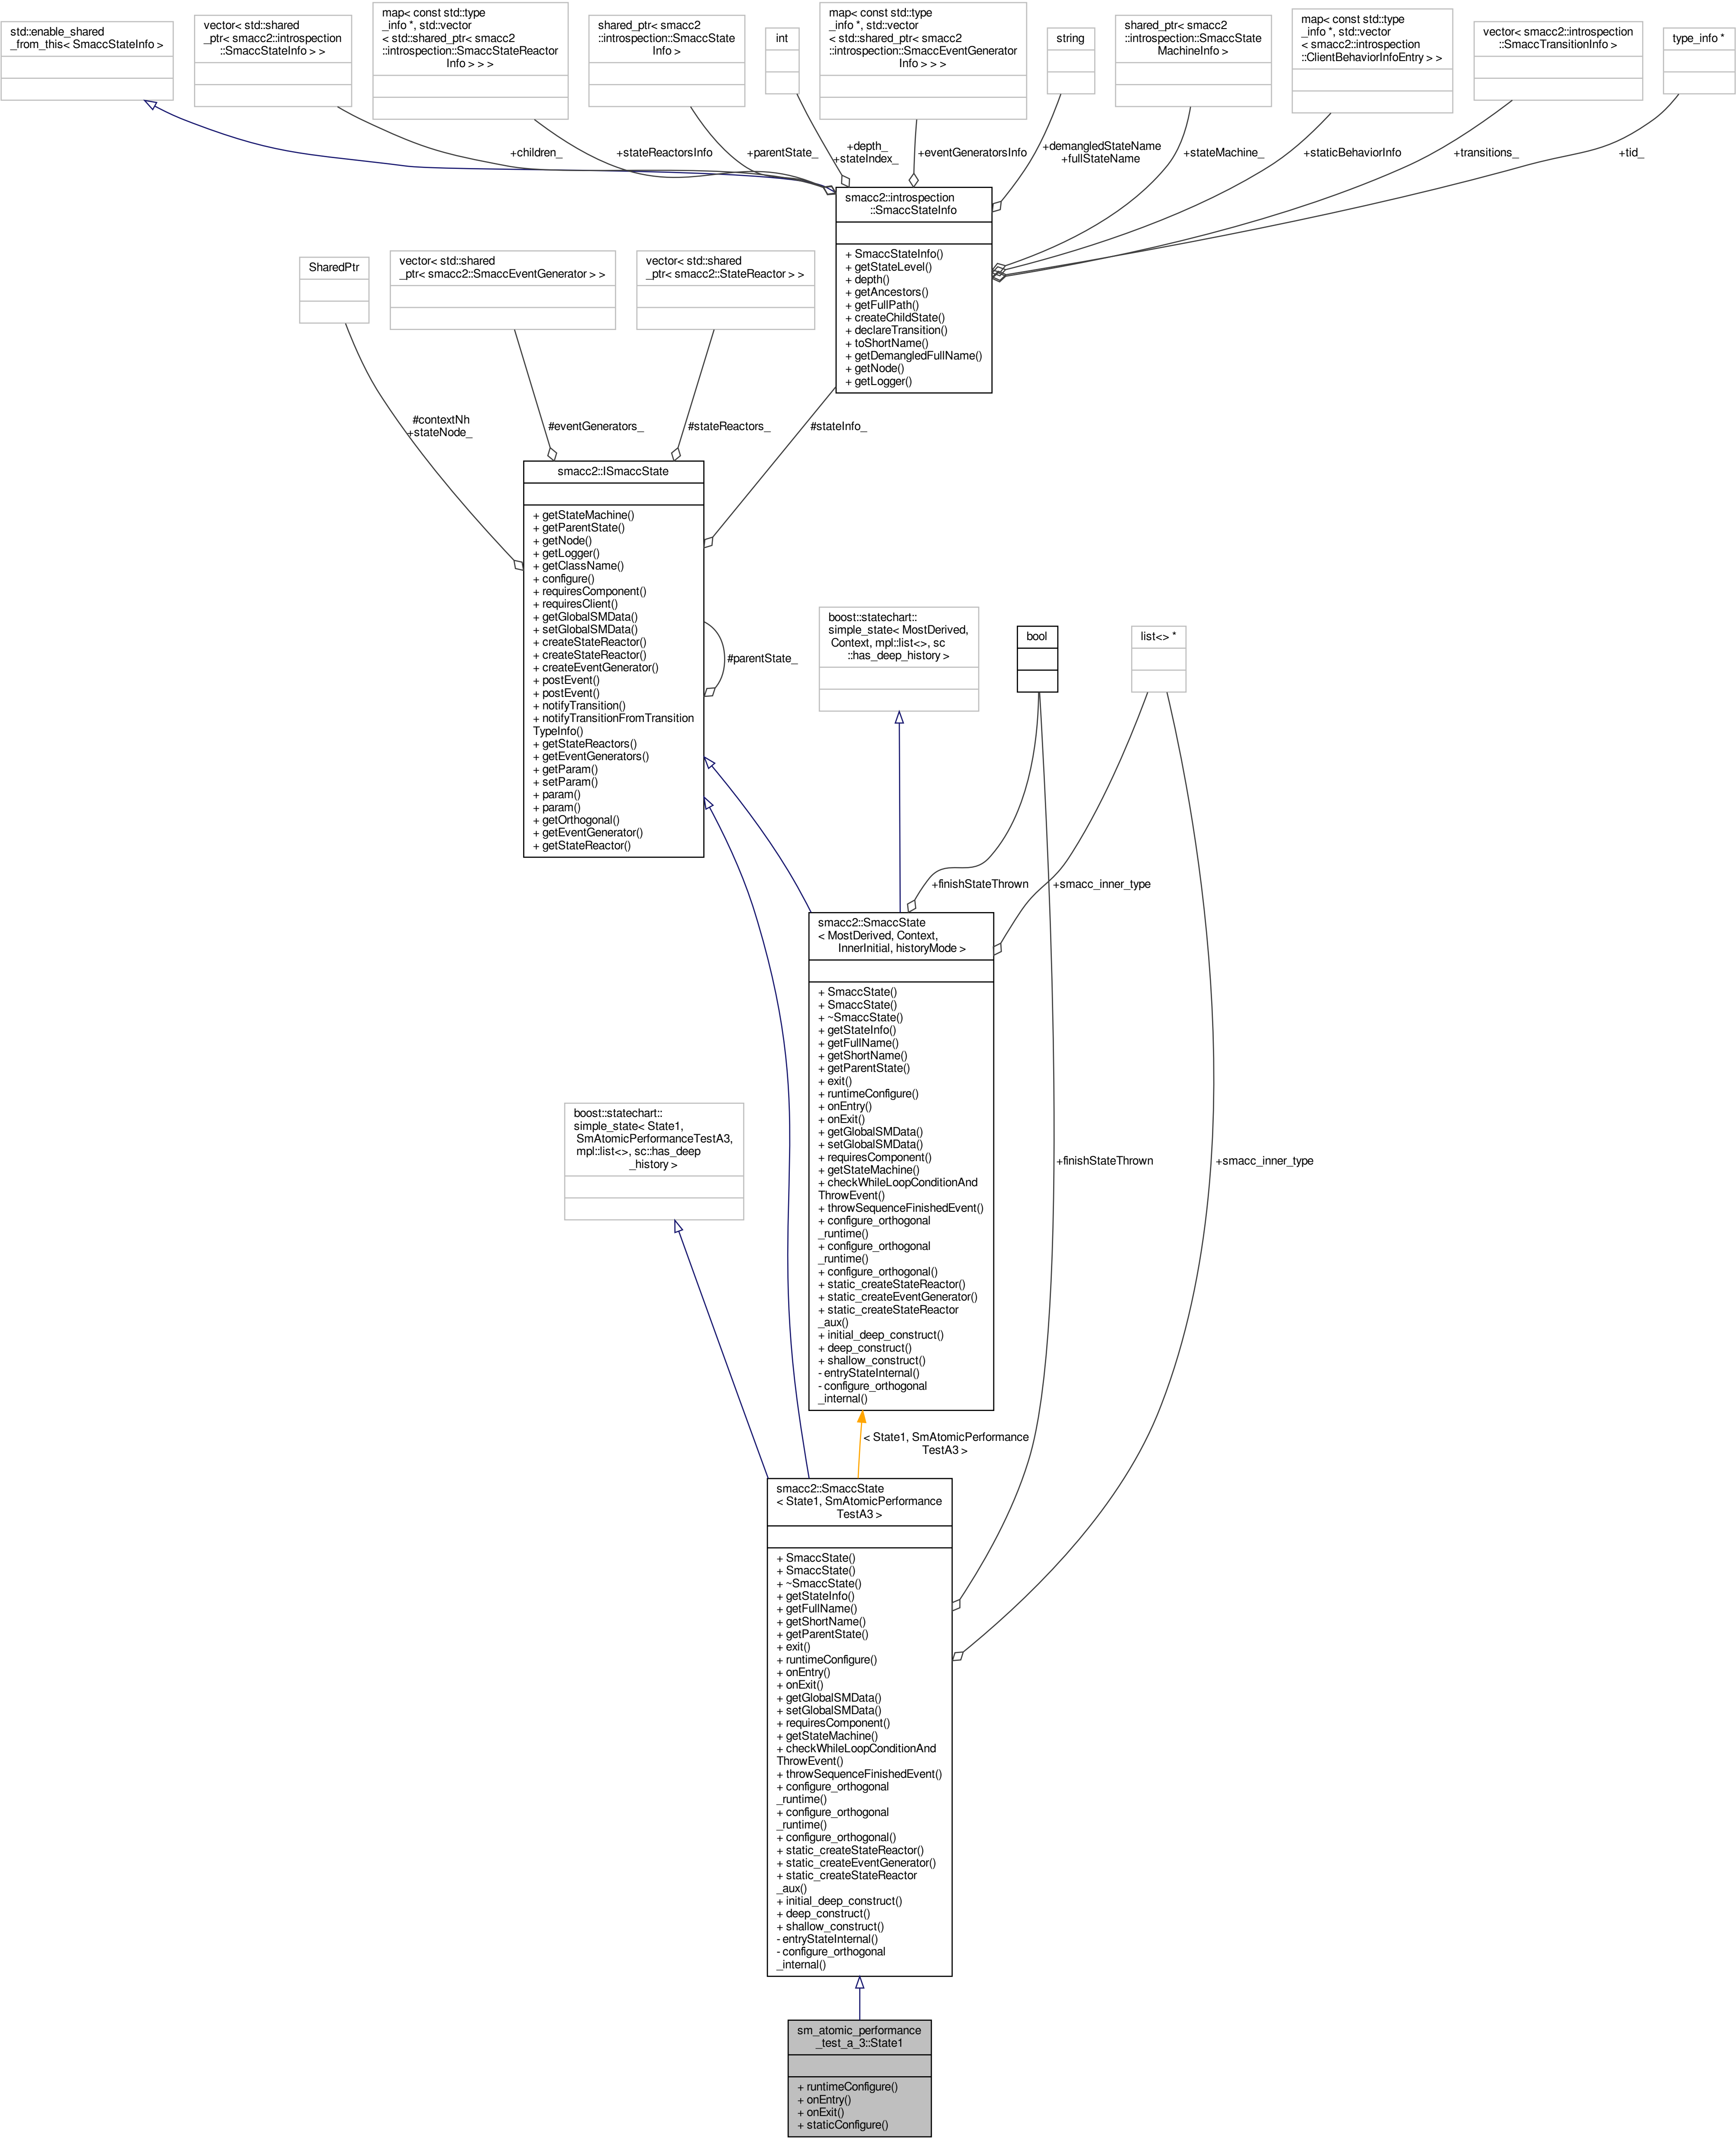 std::enable_shared
_from_this< SmaccStateInfo >
vector< std::shared
_ptr< smacc2::introspection
::SmaccStateInfo > >
map< const std::type
_info *, std::vector
< std::shared_ptr< smacc2
::introspection::SmaccStateReactor
Info > > >
shared_ptr< smacc2
::introspection::SmaccState
Info >
int
map< const std::type
_info *, std::vector
< std::shared_ptr< smacc2
::introspection::SmaccEventGenerator
Info > > >
string
shared_ptr< smacc2
::introspection::SmaccState
MachineInfo >
map< const std::type
_info *, std::vector
< smacc2::introspection
::ClientBehaviorInfoEntry > >
vector< smacc2::introspection
::SmaccTransitionInfo >
type_info *
+children_
+stateReactorsInfo
+parentState_
+depth_
+stateIndex_
+eventGeneratorsInfo
+demangledStateName
+fullStateName
+stateMachine_
+staticBehaviorInfo
+transitions_
+tid_
smacc2::introspection
::SmaccStateInfo
+ SmaccStateInfo()
+ getStateLevel()
+ depth()
+ getAncestors()
+ getFullPath()
+ createChildState()
+ declareTransition()
+ toShortName()
+ getDemangledFullName()
+ getNode()
+ getLogger()
SharedPtr
vector< std::shared
_ptr< smacc2::SmaccEventGenerator > >
vector< std::shared
_ptr< smacc2::StateReactor > >
#contextNh
+stateNode_
#eventGenerators_
#stateReactors_
#stateInfo_
smacc2::ISmaccState
+ getStateMachine()
+ getParentState()
+ getNode()
+ getLogger()
+ getClassName()
+ configure()
+ requiresComponent()
+ requiresClient()
+ getGlobalSMData()
+ setGlobalSMData()
+ createStateReactor()
+ createStateReactor()
+ createEventGenerator()
+ postEvent()
+ postEvent()
+ notifyTransition()
+ notifyTransitionFromTransition
TypeInfo()
+ getStateReactors()
+ getEventGenerators()
+ getParam()
+ setParam()
+ param()
+ param()
+ getOrthogonal()
+ getEventGenerator()
+ getStateReactor()
#parentState_
boost::statechart::
simple_state< MostDerived,
Context, mpl::list<>, sc
::has_deep_history >
bool
list<> *
+finishStateThrown
+smacc_inner_type
smacc2::SmaccState
< MostDerived, Context,
InnerInitial, historyMode >
+ SmaccState()
+ SmaccState()
+ ~SmaccState()
+ getStateInfo()
+ getFullName()
+ getShortName()
+ getParentState()
+ exit()
+ runtimeConfigure()
+ onEntry()
+ onExit()
+ getGlobalSMData()
+ setGlobalSMData()
+ requiresComponent()
+ getStateMachine()
+ checkWhileLoopConditionAnd
ThrowEvent()
+ throwSequenceFinishedEvent()
+ configure_orthogonal
_runtime()
+ configure_orthogonal
_runtime()
+ configure_orthogonal()
+ static_createStateReactor()
+ static_createEventGenerator()
+ static_createStateReactor
_aux()
+ initial_deep_construct()
+ deep_construct()
+ shallow_construct()
- entryStateInternal()
- configure_orthogonal
_internal()
boost::statechart::
simple_state< State1,
SmAtomicPerformanceTestA3,
mpl::list<>, sc::has_deep
_history >
+finishStateThrown
+smacc_inner_type
< State1, SmAtomicPerformance
TestA3 >
smacc2::SmaccState
< State1, SmAtomicPerformance
TestA3 >
+ SmaccState()
+ SmaccState()
+ ~SmaccState()
+ getStateInfo()
+ getFullName()
+ getShortName()
+ getParentState()
+ exit()
+ runtimeConfigure()
+ onEntry()
+ onExit()
+ getGlobalSMData()
+ setGlobalSMData()
+ requiresComponent()
+ getStateMachine()
+ checkWhileLoopConditionAnd
ThrowEvent()
+ throwSequenceFinishedEvent()
+ configure_orthogonal
_runtime()
+ configure_orthogonal
_runtime()
+ configure_orthogonal()
+ static_createStateReactor()
+ static_createEventGenerator()
+ static_createStateReactor
_aux()
+ initial_deep_construct()
+ deep_construct()
+ shallow_construct()
- entryStateInternal()
- configure_orthogonal
_internal()
sm_atomic_performance
_test_a_3::State1
+ runtimeConfigure()
+ onEntry()
+ onExit()
+ staticConfigure()